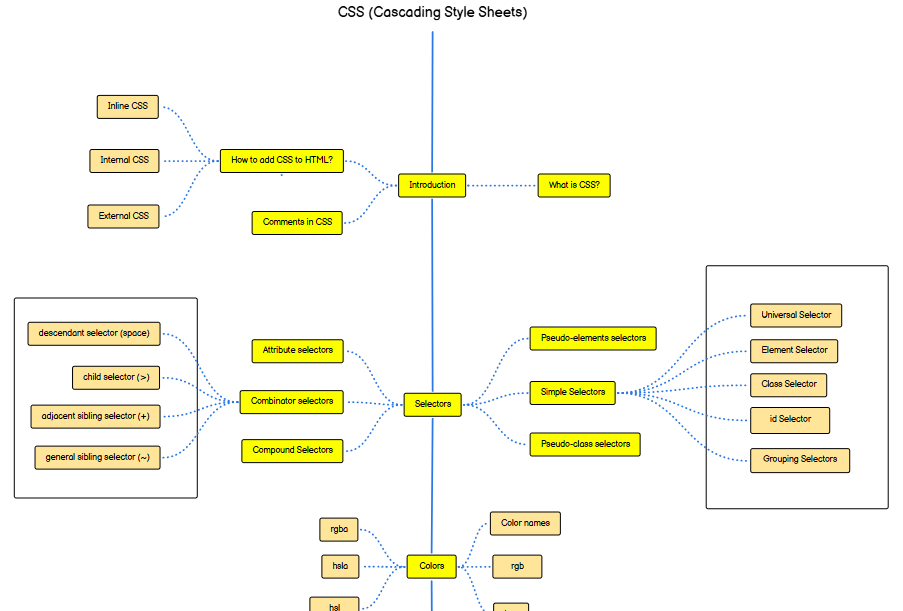 CSS (Cascading Style Sheets)
Inline CSS
Internal CSS
External CSS
How to add CSS to HTML?
Comments in CSS
Introduction
What is CSS?
descendant selector (space)
child selector (>)
adjacent sibling selector (+)
general sibling selector (~)
Attribute selectors
Combinator selectors
Compound Selectors
Selectors
Pseudo-elements selectors
Simple Selectors
Pseudo-class selectors
Universal Selector
Element Selector
Class Selector
id Selector
Grouping Selectors
rgba
hsla
hsl
Colors
Color names
rgb